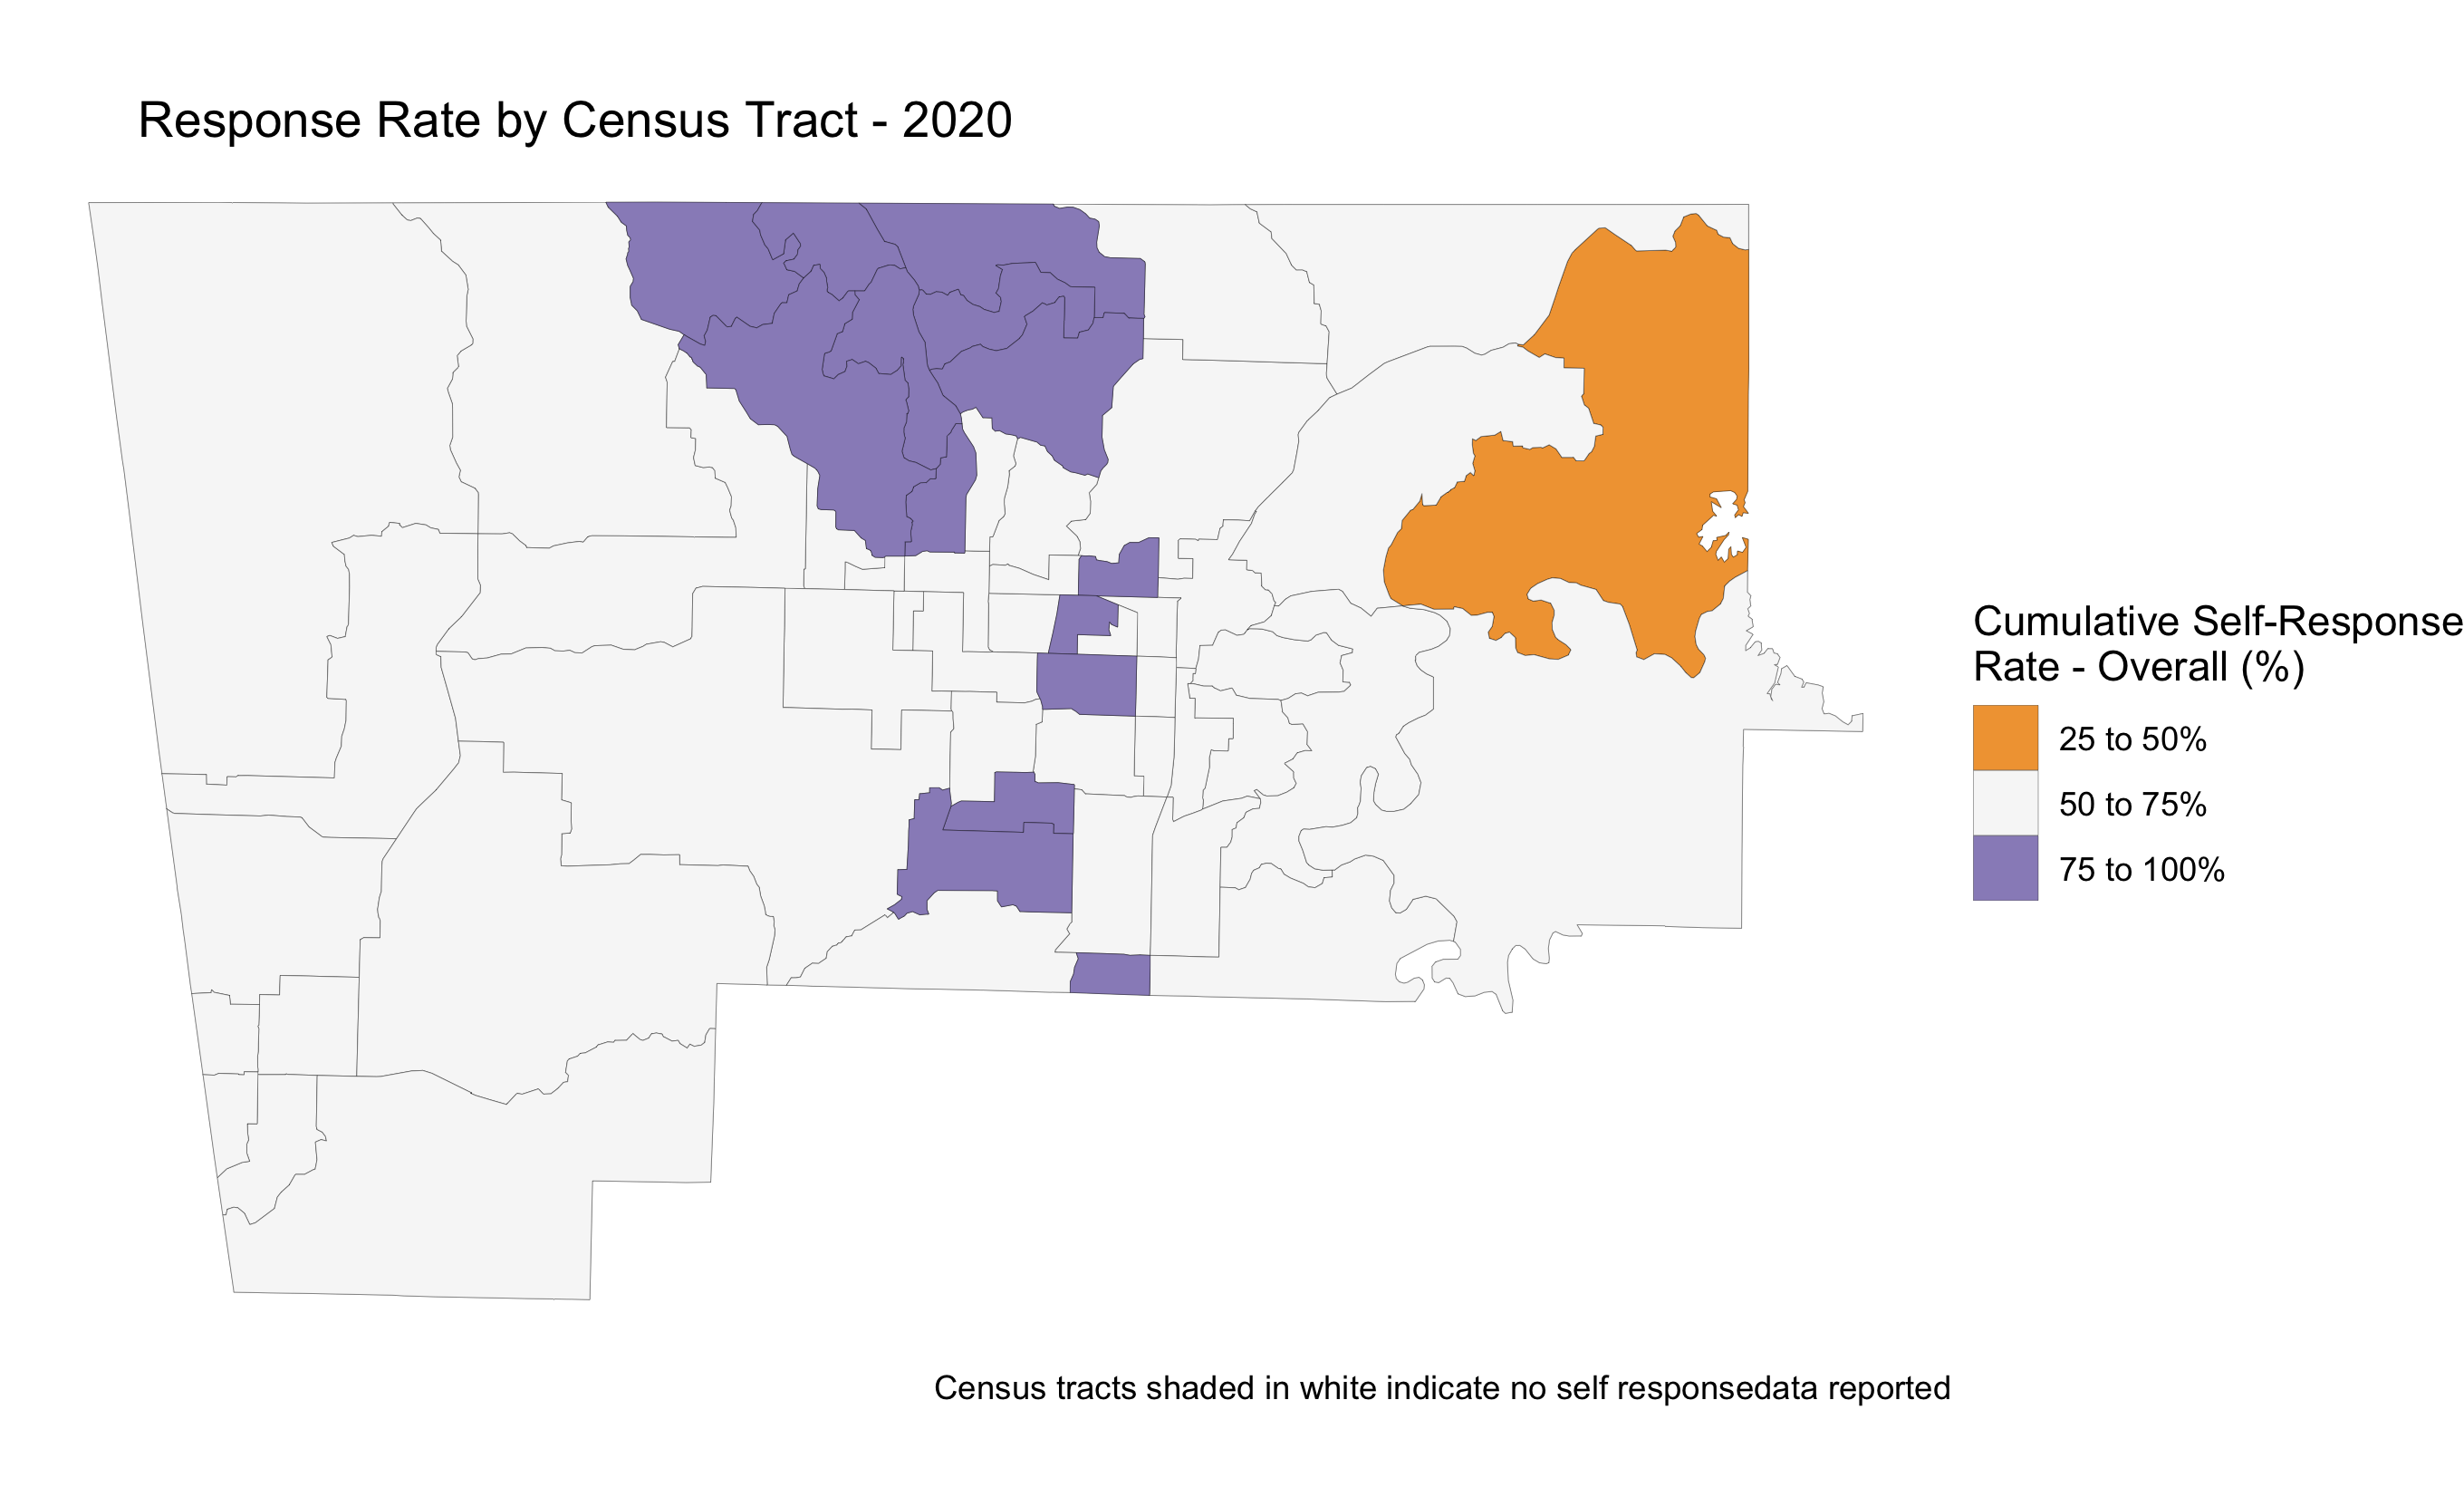 Response Rate by Census Tract - 2020
Cumulative Self-Response
Rate - Overall (%)
25 to 50%
50 to 75%
75 to 100%
Census tracts shaded in white indicate no self responsedata reported